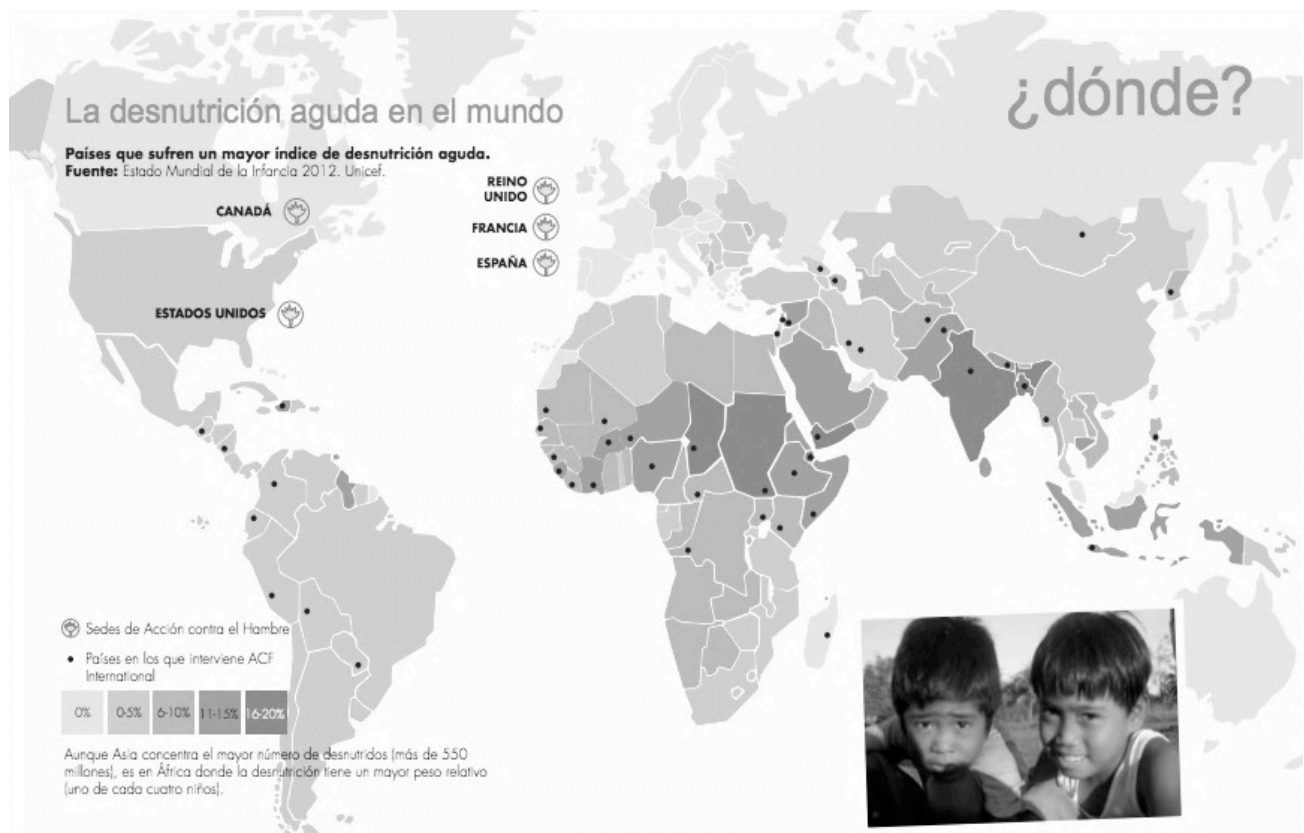 ¿dónde?
La desnutrición aguda en el mundo
Países que sufren un mayor índice de desnutrición aguda.
Fuente: Estado Mundial de la Infancia 2012. Unicef.
REINO
UNIDO
CANADÁ
FRANCIA
ESPAÑA
ESTADOS UNIDOS
Sedes de Acción contra el Hambre
• Países en los que interviene ACF
International
0% 0-5% 6-10% 11-15% 16-20%
Aunque Asia concentra el mayor número de desnutridos (más de 550
millones), es en África donde la desnutrición tiene un mayor peso relativo
(uno de cada cuatro niños).